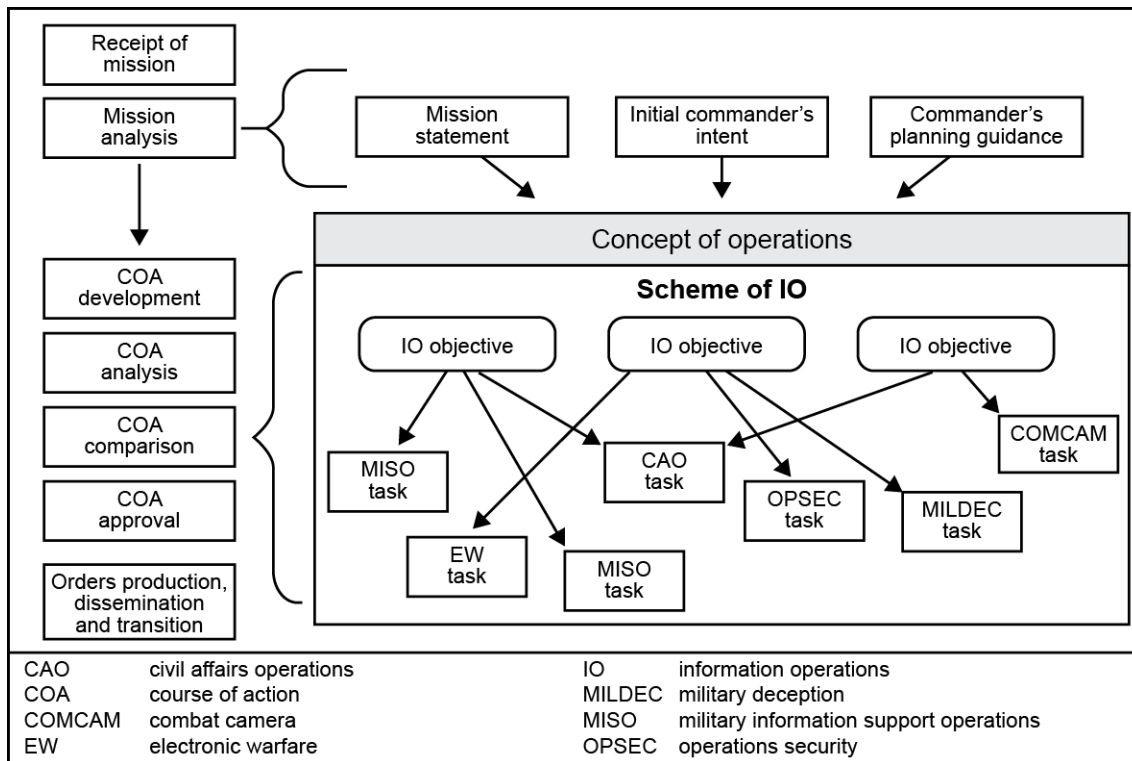 Receipt of
mission
Mission
analysis
Mission
statement
Initial commander's
intent
Commander's
planning guidance
Concept of operations
Scheme of IO
COA
development
COA
analysis
COA
comparison
COA
approval
Orders production,
dissemination
and transition
IO objective
IO objective
IO objective
MISO
task
CAO
task
COMCAM
task
OPSEC
task
MILDEC
task
EW
task
MISO
task
CAO civil affairs operations
COA course of action
COMCAM combat camera
EW electronic warfare
IO information operations
MILDEC military deception
MISO military information support operations
OPSEC operations security